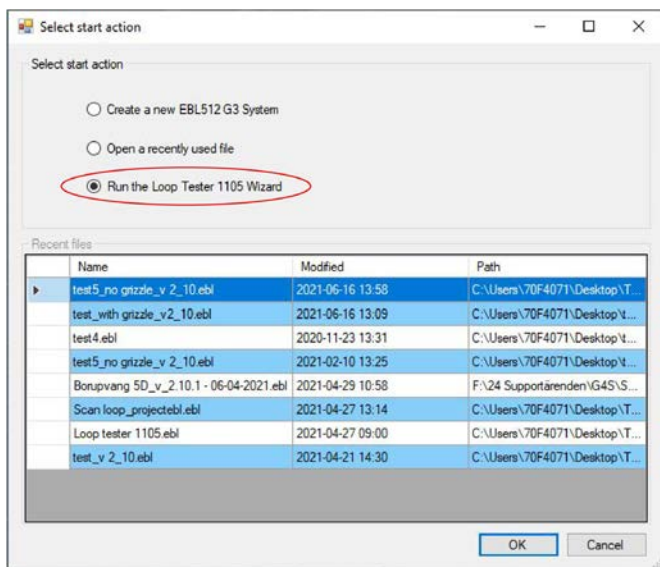 Select start action
Select start action
Create a new EBL512 G3 System
Open a recently used file
Run the Loop Tester 1105 Wizard
Recent files
Name Modified Path
test5_no grizzle_v 2_10.ebl 2021-06-16 13:58 C:\Users\70F4071\Desktop\T...
test_with grizzle_v2_10.ebl 2021-06-16 13:09 C:\Users\70F4071\Desktop\t...
test4.ebl 2020-11-23 13:31 C:\Users\70F4071\Desktop\t...
test5_no grizzle_v 2_10.ebl 2021-02-10 13:25 C:\Users\70F4071\Desktop\t...
Borupvang 5D_v_2.10.1 - 06-04-2021.ebl 2021-04-29 10:58 F:\24 Supportärenden\G4S\S...
Scan loop_projectebl.ebl 2021-04-27 13:14 C:\Users\70F4071\Desktop\T...
Loop tester 1105.ebl 2021-04-27 09:00 C:\Users\70F4071\Desktop\T...
test_v 2_10.ebl 2021-04-21 14:30 C:\Users\70F4071\Desktop\T...
OK Cancel